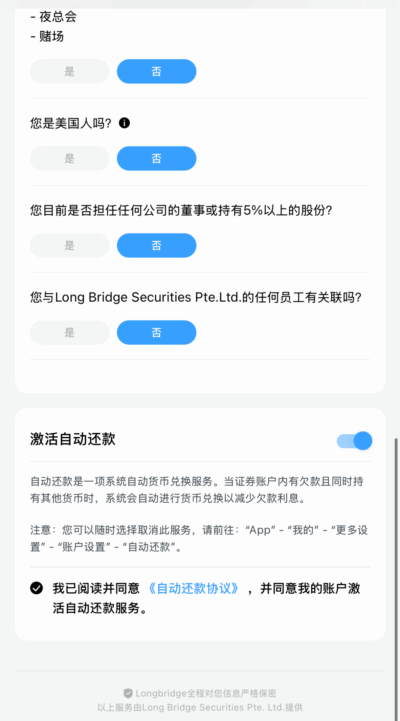 - 夜总会
- 赌场
是 否
您是美国人吗?
是 否
您目前是否担任任何公司的董事或持有5%以上的股份?
是 否
您与Long Bridge Securities Pte.Ltd.的任何员工有关联吗?
是 否
激活自动还款
自动还款是一项系统自动货币兑换服务。当证券账户内有欠款且同时持
有其他货币时，系统会自动进行货币兑换以减少欠款利息。
注意：您可以随时选择取消此服务，请前往：“App” - “我的” - “更多设
置” - “账户设置” - “自动还款”。
我已阅读并同意 《自动还款协议》 ，并同意我的账户激
活自动还款服务。
Longbridge全程对您信息严格保密
以上服务由Long Bridge Securities Pte. Ltd.提供